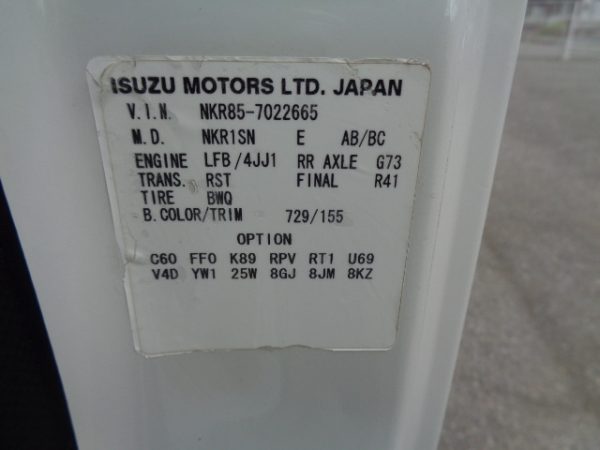 ISUZU MOTORS LTD. JAPAN
V.I.N. NKR85-7022665
M.D. NKR1SN E AB/BC
ENGINE LFB/4JJ1 RR AXLE G73
TRANS. RST FINAL R41
TIRE BWQ
B.COLOR/TRIM 729/155
OPTION
C60 FF0 K89 RPV RT1 U69
V4D YW1 25W 8GJ 8JM 8KZ